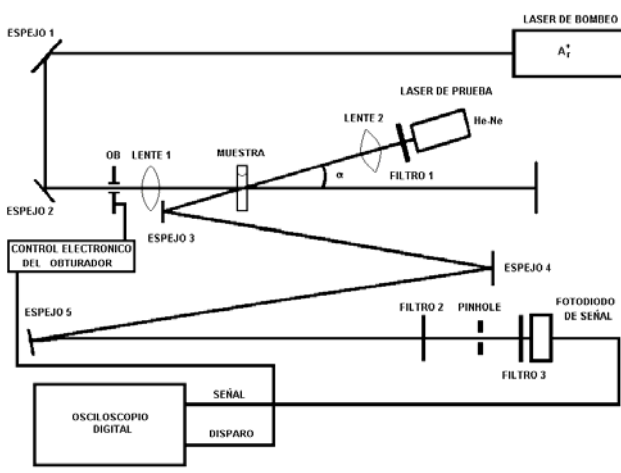 ESPEJO 1
LASER DE BOMBEO
Ar+
LASER DE PRUEBA
He-Ne
LENTE 2
OB
LENTE 1
MUESTRA
α
FILTRO 1
ESPEJO 2
ESPEJO 3
CONTROL ELECTRONICO
DEL OBTURADOR
ESPEJO 4
ESPEJO 5
FILTRO 2
PINHOLE
FOTODIODO
DE SEÑAL
FILTRO 3
SEÑAL
OSCILOSCOPIO
DIGITAL
DISPARO